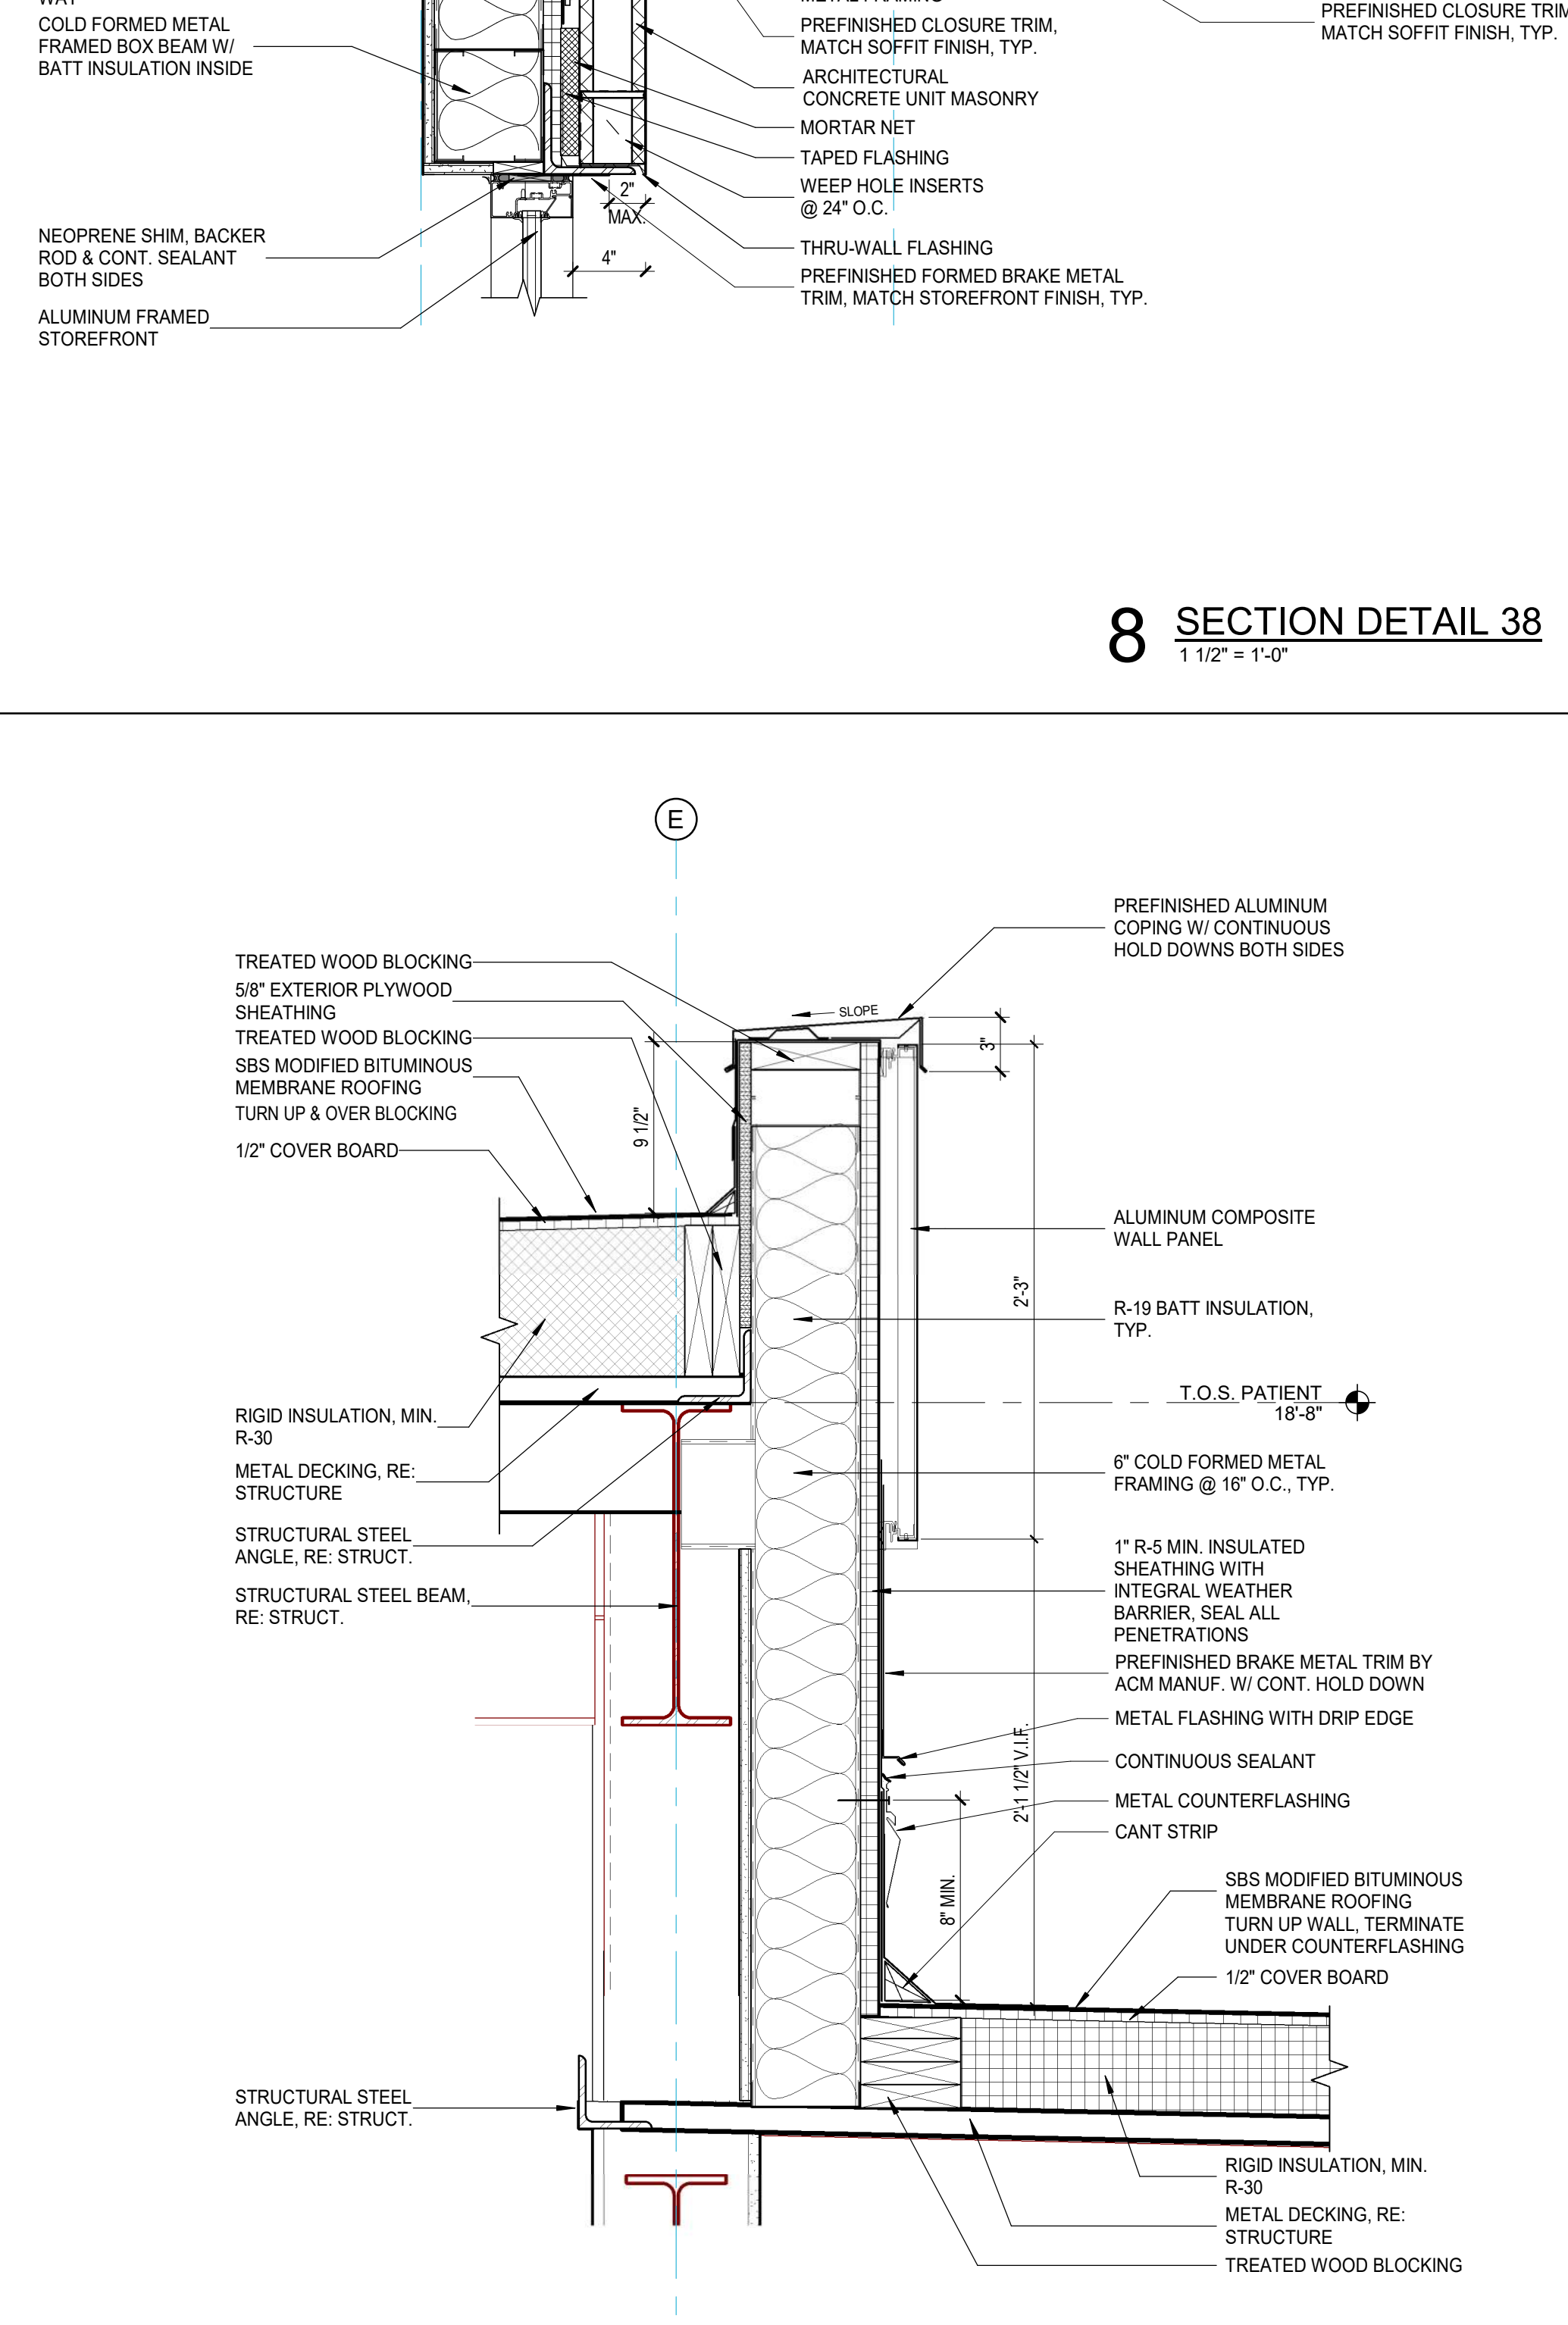 WAY
COLD FORMED METAL
FRAMED BOX BEAM W/
BATT INSULATION INSIDE
NEOPRENE SHIM, BACKER
ROD & CONT. SEALANT
BOTH SIDES
ALUMINUM FRAMED
STOREFRONT
METAL FRAMING
PREFINISHED CLOSURE TRIM,
MATCH SOFFIT FINISH, TYP.
ARCHITECTURAL
CONCRETE UNIT MASONRY
MORTAR NET
TAPED FLASHING
WEEP HOLE INSERTS
@ 24" O.C.
THRU-WALL FLASHING
PREFINISHED FORMED BRAKE METAL
TRIM, MATCH STOREFRONT FINISH, TYP.
2"
MAX.
4"
PREFINISHED CLOSURE TRIM
MATCH SOFFIT FINISH, TYP.
8 SECTION DETAIL 38
1 1/2" = 1'-0"
E
TREATED WOOD BLOCKING
5/8" EXTERIOR PLYWOOD
SHEATHING
TREATED WOOD BLOCKING
SBS MODIFIED BITUMINOUS
MEMBRANE ROOFING
TURN UP & OVER BLOCKING
1/2" COVER BOARD
RIGID INSULATION, MIN.
R-30
METAL DECKING, RE:
STRUCTURE
STRUCTURAL STEEL
ANGLE, RE: STRUCT.
STRUCTURAL STEEL BEAM,
RE: STRUCT.
STRUCTURAL STEEL
ANGLE, RE: STRUCT.
9 1/2"
SLOPE
3"
2'-3"
2'-1 1/2" V.I.F.
8" MIN.
PREFINISHED ALUMINUM
COPING W/ CONTINUOUS
HOLD DOWNS BOTH SIDES
ALUMINUM COMPOSITE
WALL PANEL
R-19 BATT INSULATION,
TYP.
T.O.S. PATIENT
18'-8"
6" COLD FORMED METAL
FRAMING @ 16" O.C., TYP.
1" R-5 MIN. INSULATED
SHEATHING WITH
INTEGRAL WEATHER
BARRIER, SEAL ALL
PENETRATIONS
PREFINISHED BRAKE METAL TRIM BY
ACM MANUF. W/ CONT. HOLD DOWN
METAL FLASHING WITH DRIP EDGE
CONTINUOUS SEALANT
METAL COUNTERFLASHING
CANT STRIP
SBS MODIFIED BITUMINOUS
MEMBRANE ROOFING
TURN UP WALL, TERMINATE
UNDER COUNTERFLASHING
1/2" COVER BOARD
RIGID INSULATION, MIN.
R-30
METAL DECKING, RE:
STRUCTURE
TREATED WOOD BLOCKING